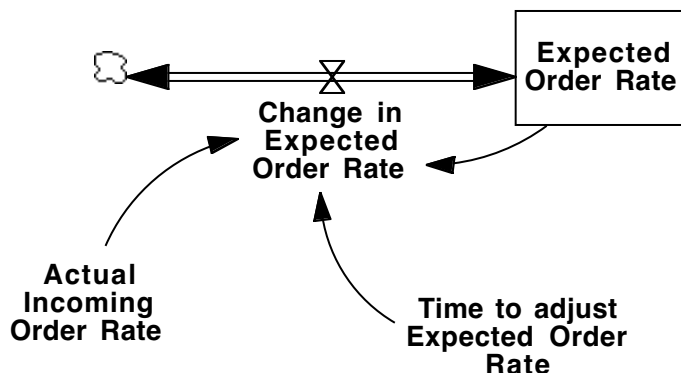 Expected
Order Rate
Change in
Expected
Order Rate
Actual
Incoming
Order Rate
Time to adjust
Expected Order
Rate